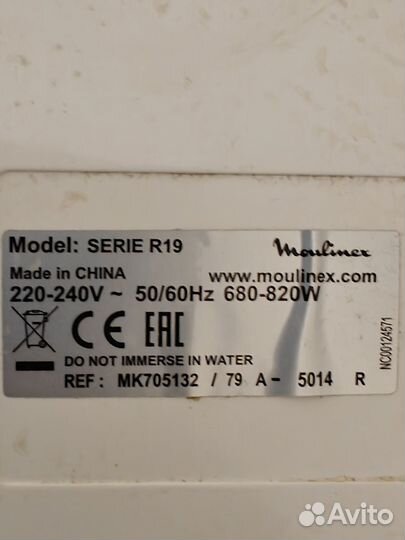 Model: SERIE R19
Moulinex
Made in CHINA
www.moulinex.com
220-240V ~ 50/60Hz 680-820W
CE EAC
DO NOT IMMERSE IN WATER
REF : MK705132 / 79 A - 5014 R
NC00124571
Avito